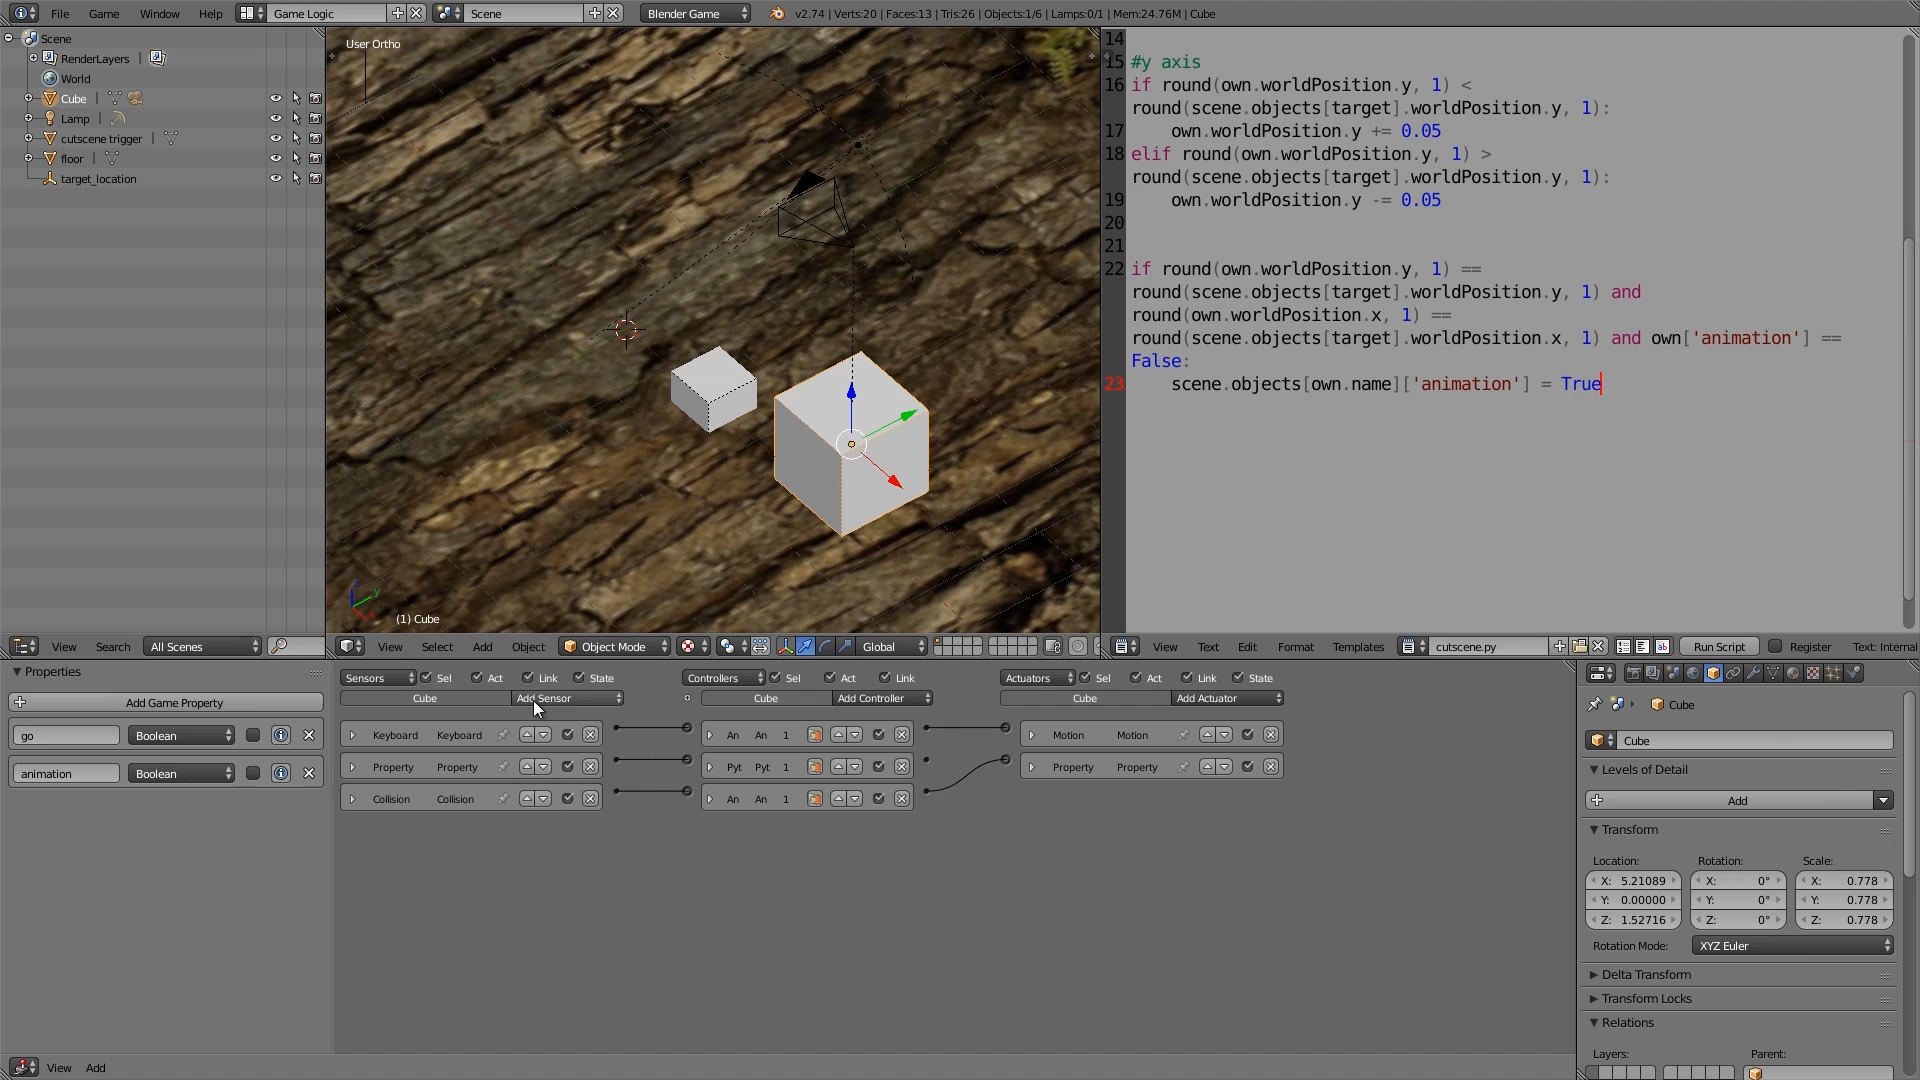 File Game Window Help Game Logic Scene Blender Game v2.74 | Verts:20 | Faces:13 | Tris:26 | Objects:1/6 | Lamps:0/1 | Mem:24.76M | Cube
Scene
RenderLayers
World
Cube
Lamp
cutscene trigger
floor
target_location
View Search All Scenes
User Ortho
(1) Cube
View Select Add Object Object Mode Global
14
15 #y axis
16 if round(own.worldPosition.y, 1) <
round(scene.objects[target].worldPosition.y, 1):
17 own.worldPosition.y += 0.05
18 elif round(own.worldPosition.y, 1) >
round(scene.objects[target].worldPosition.y, 1):
19 own.worldPosition.y -= 0.05
20
21
22 if round(own.worldPosition.y, 1) ==
round(scene.objects[target].worldPosition.y, 1) and
round(own.worldPosition.x, 1) ==
round(scene.objects[target].worldPosition.x, 1) and own['animation'] ==
False:
23 scene.objects[own.name]['animation'] = True
View Text Edit Format Templates cutscene.py Run Script Register Text: Internal
Properties
Add Game Property
go Boolean
animation Boolean
Sensors Sel Act Link State Controllers Sel Act Link Actuators Sel Act Link State
Cube Add Sensor Cube Add Controller Cube Add Actuator
Keyboard Keyboard An An 1 Motion Motion
Property Property Pyt Pyt 1 Property Property
Collision Collision An An 1
View Add
Cube
Cube
Levels of Detail
Add
Transform
Location: Rotation: Scale:
X: 5.21089 X: 0° X: 0.778
Y: 0.00000 Y: 0° Y: 0.778
Z: 1.52716 Z: 0° Z: 0.778
Rotation Mode: XYZ Euler
Delta Transform
Transform Locks
Relations
Layers: Parent: